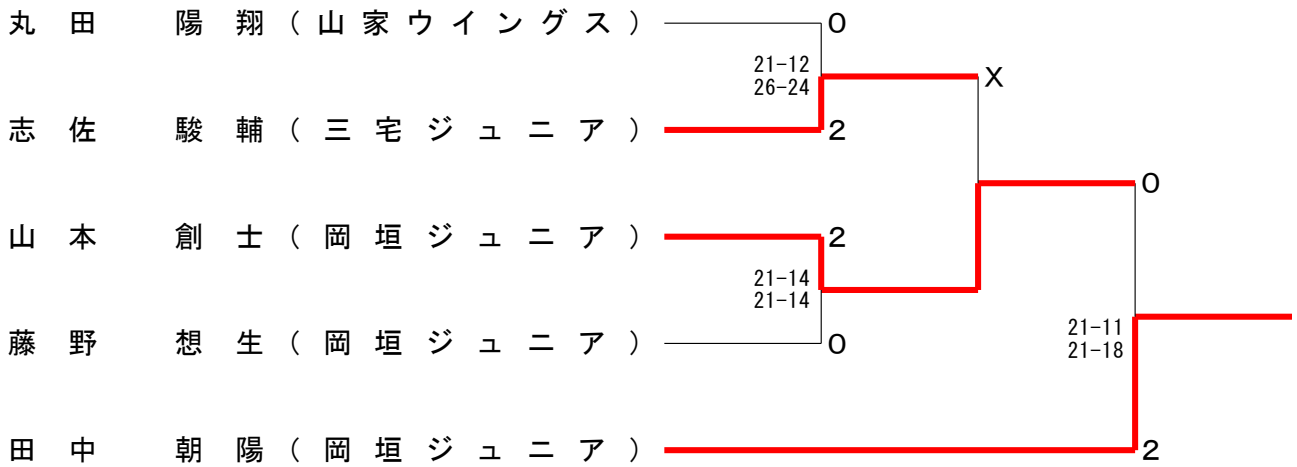 丸田 陽翔(山家ウイングス) 0
21-12
26-24
X
志佐 駿輔(三宅ジュニア) 2
0
山本 創士(岡垣ジュニア) 2
21-14
21-14
藤野 想生(岡垣ジュニア) 0
21-11
21-18
田中 朝陽(岡垣ジュニア) 2